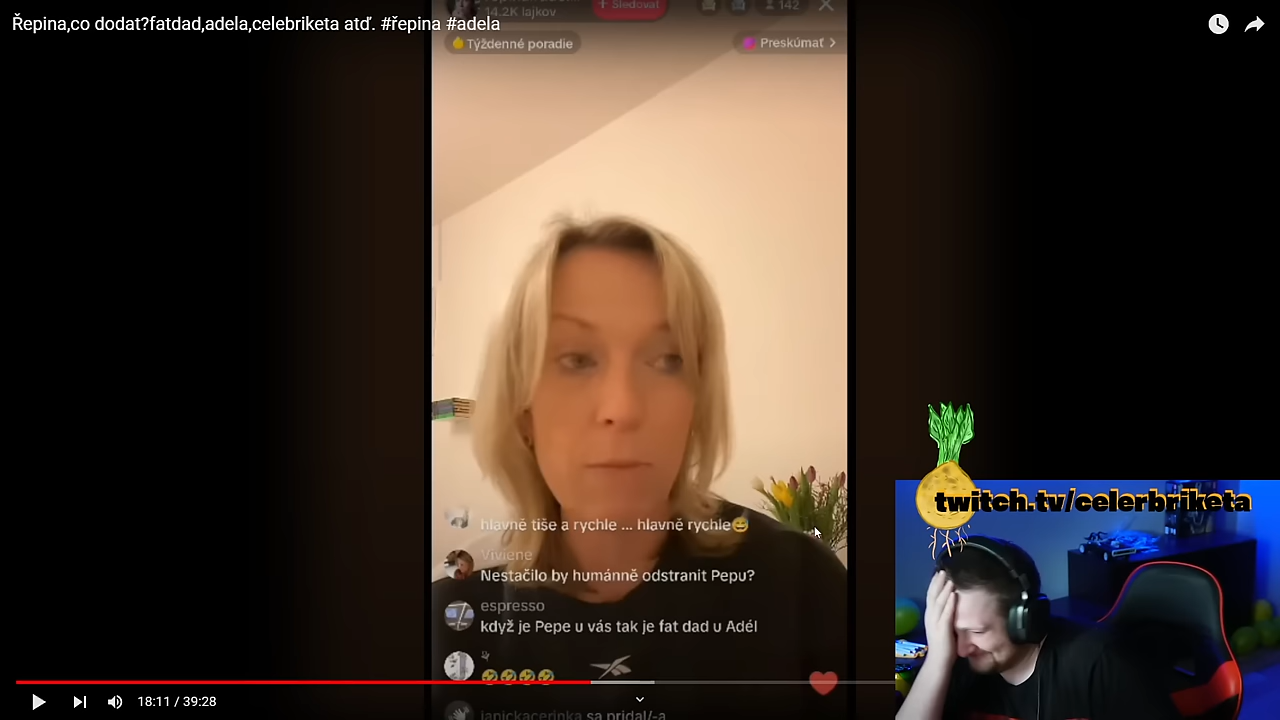 Řepina,co dodat?fatdad,adela,celebriketa atď. #řepina #adela
14.2K lajkov
+ Sledovať
142
Týždenné poradie
Preskúmať
hlavně tiše a rychle ... hlavně rychle😅
Viviene
Nestačilo by humánně odstranit Pepu?
espresso
když je Pepe u vás tak je fat dad u Adél
🤣🤣🤣🤣
janickacerinka sa pridal/-a
twitch.tv/celerbriketa
18:11 / 39:28